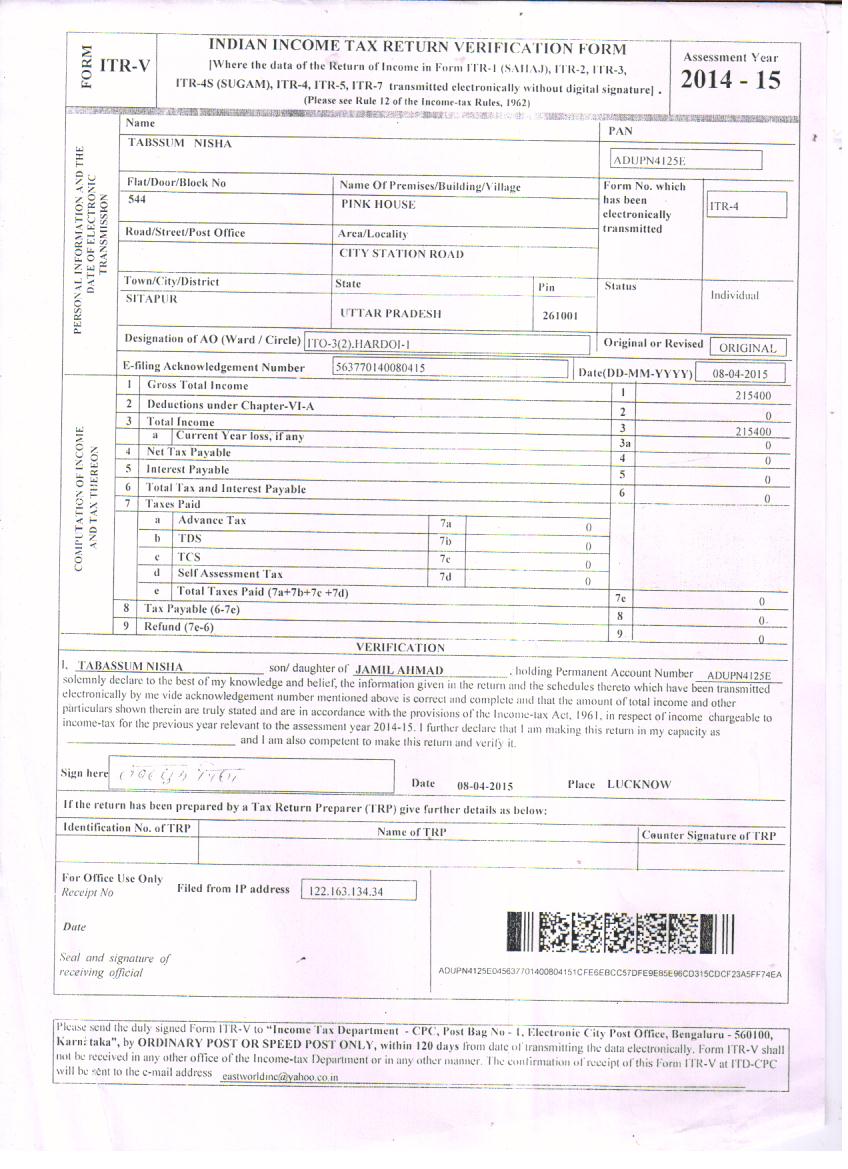 FORM
ITR-V
INDIAN INCOME TAX RETURN VERIFICATION FORM
[Where the data of the Return of Income in Form ITR-1 (SAHAJ), ITR-2, ITR-3,
ITR-4S (SUGAM), ITR-4, ITR-5, ITR-7 transmitted electronically without digital signature] .
(Please see Rule 12 of the Income-tax Rules, 1962)
Assessment Year
2014 - 15
PERSONAL INFORMATION AND THE
DATE OF ELECTRONIC
TRANSMISSION
Name
TABSSUM NISHA
PAN
ADUPN4125E
Flat/Door/Block No
544
Name Of Premises/Building/Village
PINK HOUSE
Form No. which
has been
electronically
transmitted
ITR-4
Road/Street/Post Office
Area/Locality
CITY STATION ROAD
Town/City/District
SITAPUR
State
UTTAR PRADESH
Pin
261001
Status
Individual
Designation of AO (Ward / Circle) ITO-3(2),HARDOI-1
Original or Revised ORIGINAL
E-filing Acknowledgement Number 563770140080415
Date(DD-MM-YYYY) 08-04-2015
COMPUTATION OF INCOME
AND TAX THEREON
1 Gross Total Income 1 215400
2 Deductions under Chapter-VI-A 2 0
3 Total Income 3 215400
a Current Year loss, if any 3a 0
4 Net Tax Payable 4 0
5 Interest Payable 5 0
6 Total Tax and Interest Payable 6 0
7 Taxes Paid
a Advance Tax 7a 0
b TDS 7b 0
c TCS 7c 0
d Self Assessment Tax 7d 0
e Total Taxes Paid (7a+7b+7c +7d) 7e 0
8 Tax Payable (6-7e) 8 0
9 Refund (7e-6) 9 0
VERIFICATION
I, TABASSUM NISHA son/ daughter of JAMIL AHMAD , holding Permanent Account Number ADUPN4125E
solemnly declare to the best of my knowledge and belief, the information given in the return and the schedules thereto which have been transmitted
electronically by me vide acknowledgement number mentioned above is correct and complete and that the amount of total income and other
particulars shown therein are truly stated and are in accordance with the provisions of the Income-tax Act, 1961, in respect of income chargeable to
income-tax for the previous year relevant to the assessment year 2014-15. I further declare that I am making this return in my capacity as
and I am also competent to make this return and verify it.
Sign here
Date 08-04-2015 Place LUCKNOW
If the return has been prepared by a Tax Return Preparer (TRP) give further details as below:
Identification No. of TRP Name of TRP Counter Signature of TRP
For Office Use Only
Receipt No
Filed from IP address 122.163.134.34
Date
Seal and signature of
receiving official
ADUPN4125E045637701400804151CFE6EBCC57DFE9E85E96CD315CDCF23A5FF74EA
Please send the duly signed Form ITR-V to “Income Tax Department - CPC, Post Bag No - 1, Electronic City Post Office, Bengaluru - 560100,
Karnataka”, by ORDINARY POST OR SPEED POST ONLY, within 120 days from date of transmitting the data electronically. Form ITR-V shall
not be received in any other office of the Income-tax Department or in any other manner. The confirmation of receipt of this Form ITR-V at ITD-CPC
will be sent to the e-mail address eastworldinc@yahoo.co.in